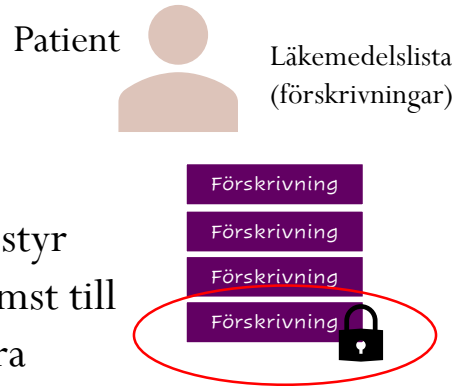 Patient
Läkemedelslista
(förskrivningar)
Förskrivning
Förskrivning
Förskrivning
Förskrivning
styr
mst till
ra